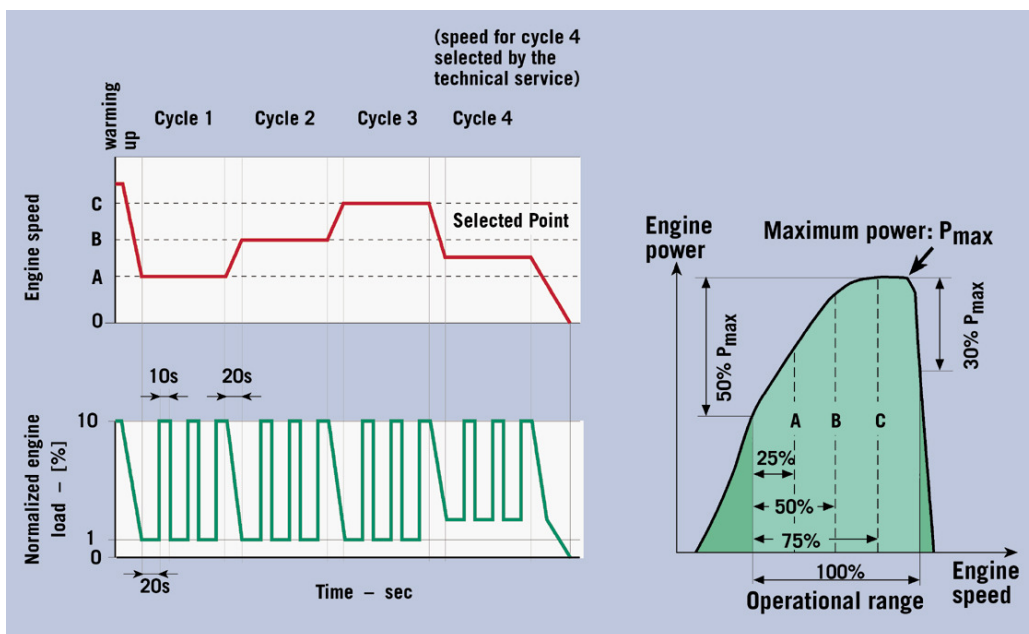 (speed for cycle 4
selected by the
technical service)
warming
up
Cycle 1
Cycle 2
Cycle 3
Cycle 4
Engine speed
C
B
A
0
Selected Point
10s
20s
Normalized engine
load – [%]
10
1
0
20s
Time – sec
Engine
power
Maximum power: Pmax
50% Pmax
30% Pmax
A
B
C
25%
50%
75%
100%
Operational range
Engine
speed